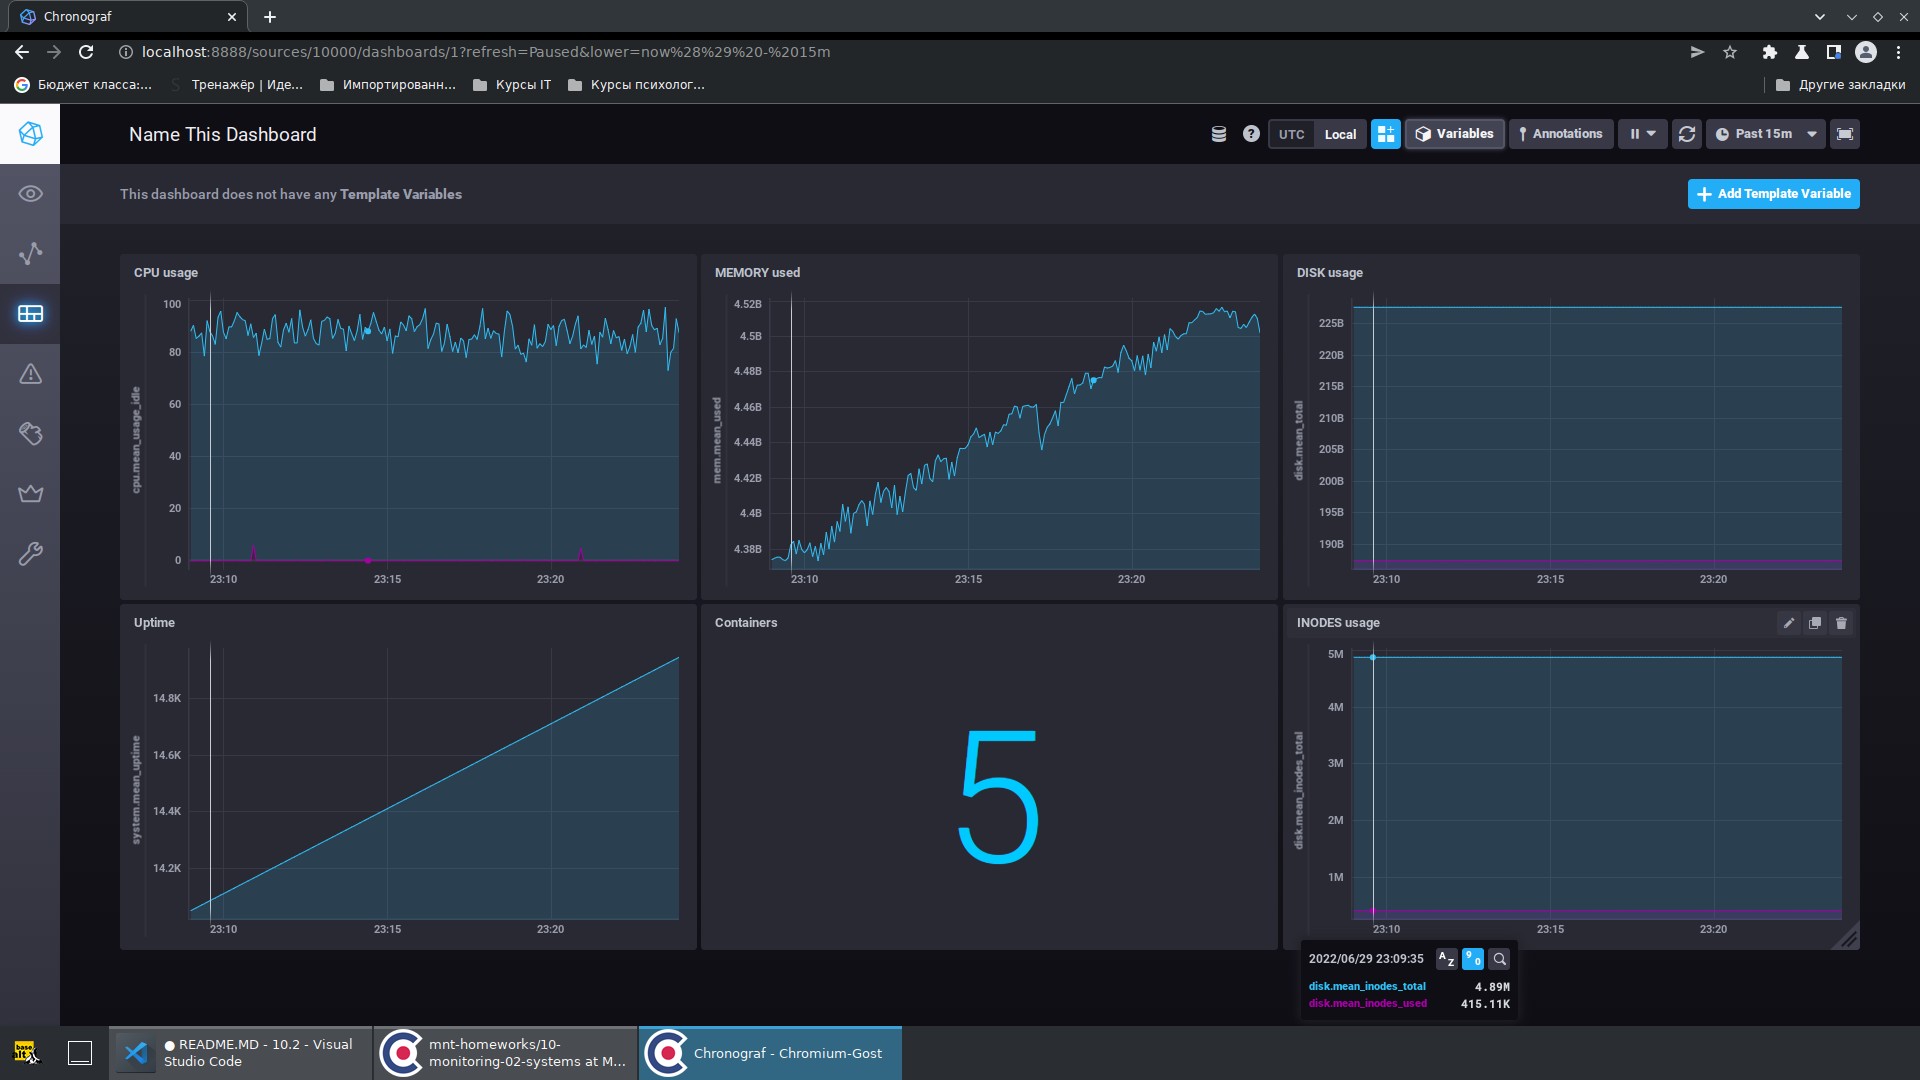 Chronograf
localhost:8888/sources/10000/dashboards/1?refresh=Paused&lower=now%28%29%20-%2015m
Бюджет класса:...
Тренажёр | Иде...
Импортированн...
Курсы IT
Курсы психолог...
Другие закладки
Name This Dashboard
UTC
Local
Variables
Annotations
Past 15m
This dashboard does not have any Template Variables
Add Template Variable
CPU usage
cpu.mean_usage_idle
100
80
60
40
20
0
23:10
23:15
23:20
MEMORY used
mem.mean_used
4.52B
4.5B
4.48B
4.46B
4.44B
4.42B
4.4B
4.38B
23:10
23:15
23:20
DISK usage
disk.mean_total
225B
220B
215B
210B
205B
200B
195B
190B
23:10
23:15
23:20
Uptime
system.mean_uptime
14.8K
14.6K
14.4K
14.2K
23:10
23:15
23:20
Containers
5
INODES usage
disk.mean_inodes_total
5M
4M
3M
2M
1M
23:10
23:15
23:20
2022/06/29 23:09:35
A Z
9 0
disk.mean_inodes_total 4.89M
disk.mean_inodes_used 415.11K
base alt
● README.MD - 10.2 - Visual
Studio Code
mnt-homeworks/10-
monitoring-02-systems at M...
Chronograf - Chromium-Gost